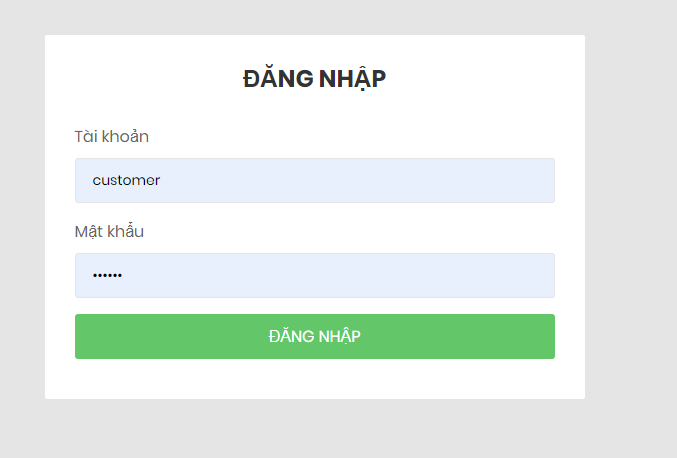 ĐĂNG NHẬP
Tài khoản
customer
Mật khẩu
••••••
ĐĂNG NHẬP